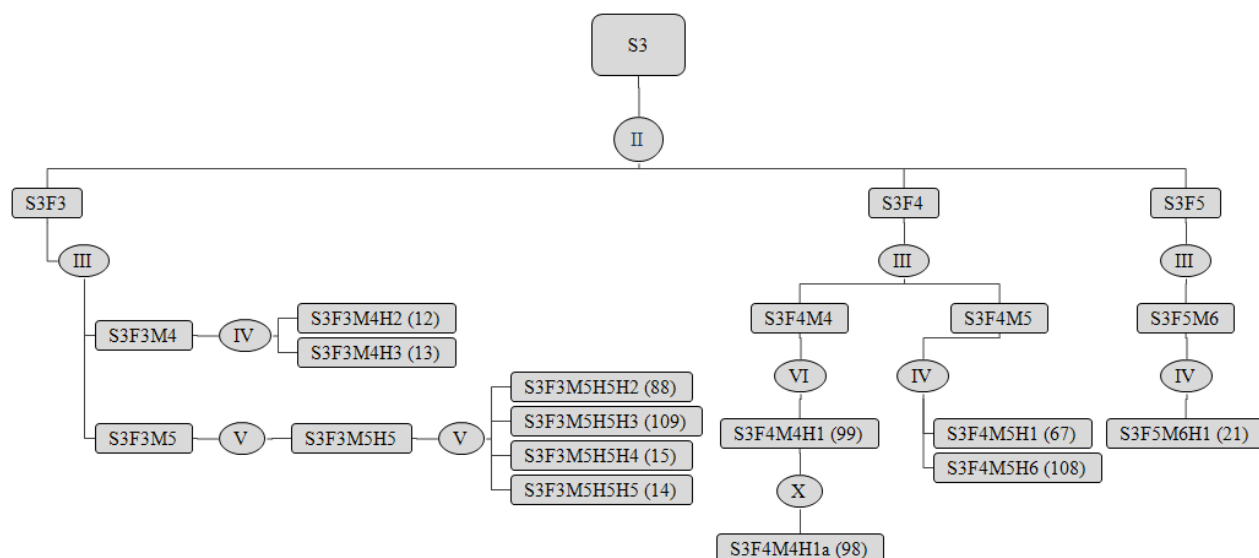 S3
II
S3F3
S3F4
S3F5
III
III
III
S3F3M4
IV
S3F3M4H2 (12)
S3F3M4H3 (13)
S3F4M4
S3F4M5
S3F5M6
VI
IV
IV
S3F3M5
V
S3F3M5H5
V
S3F3M5H5H2 (88)
S3F3M5H5H3 (109)
S3F3M5H5H4 (15)
S3F3M5H5H5 (14)
S3F4M4H1 (99)
S3F4M5H1 (67)
S3F4M5H6 (108)
S3F5M6H1 (21)
X
S3F4M4H1a (98)